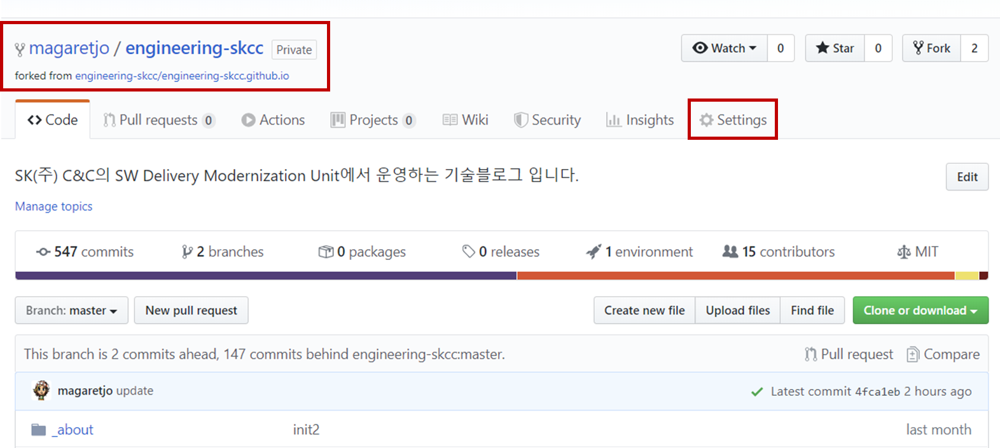 magaretjo / engineering-skcc Private
forked from engineering-skcc/engineering-skcc.github.io
Watch 0 Star 0 Fork 2
Code Pull requests 0 Actions Projects 0 Wiki Security Insights Settings
SK(주) C&C의 SW Delivery Modernization Unit에서 운영하는 기술블로그 입니다.
Edit
Manage topics
547 commits 2 branches 0 packages 0 releases 1 environment 15 contributors MIT
Branch: master New pull request Create new file Upload files Find file Clone or download
This branch is 2 commits ahead, 147 commits behind engineering-skcc:master. Pull request Compare
magaretjo update Latest commit 4fca1eb 2 hours ago
_about init2 last month